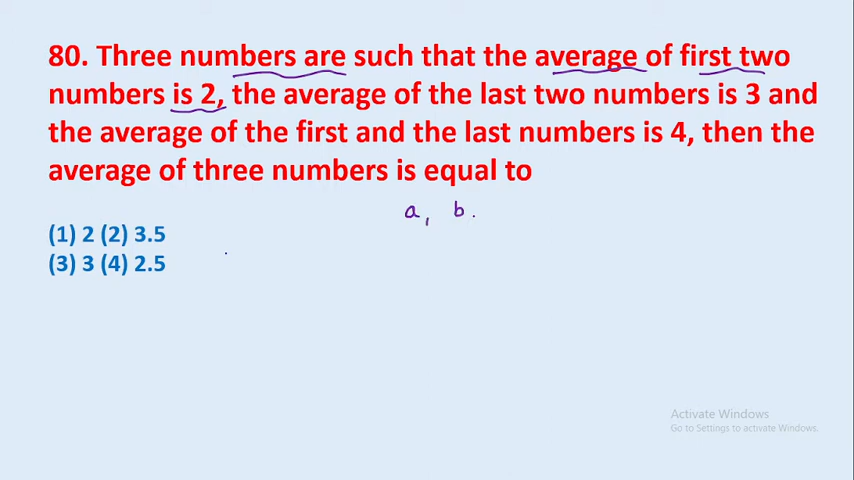 80. Three numbers are such that the average of first two
numbers is 2, the average of the last two numbers is 3 and
the average of the first and the last numbers is 4, then the
average of three numbers is equal to
a, b.
(1) 2 (2) 3.5
(3) 3 (4) 2.5
Activate Windows
Go to Settings to activate Windows.